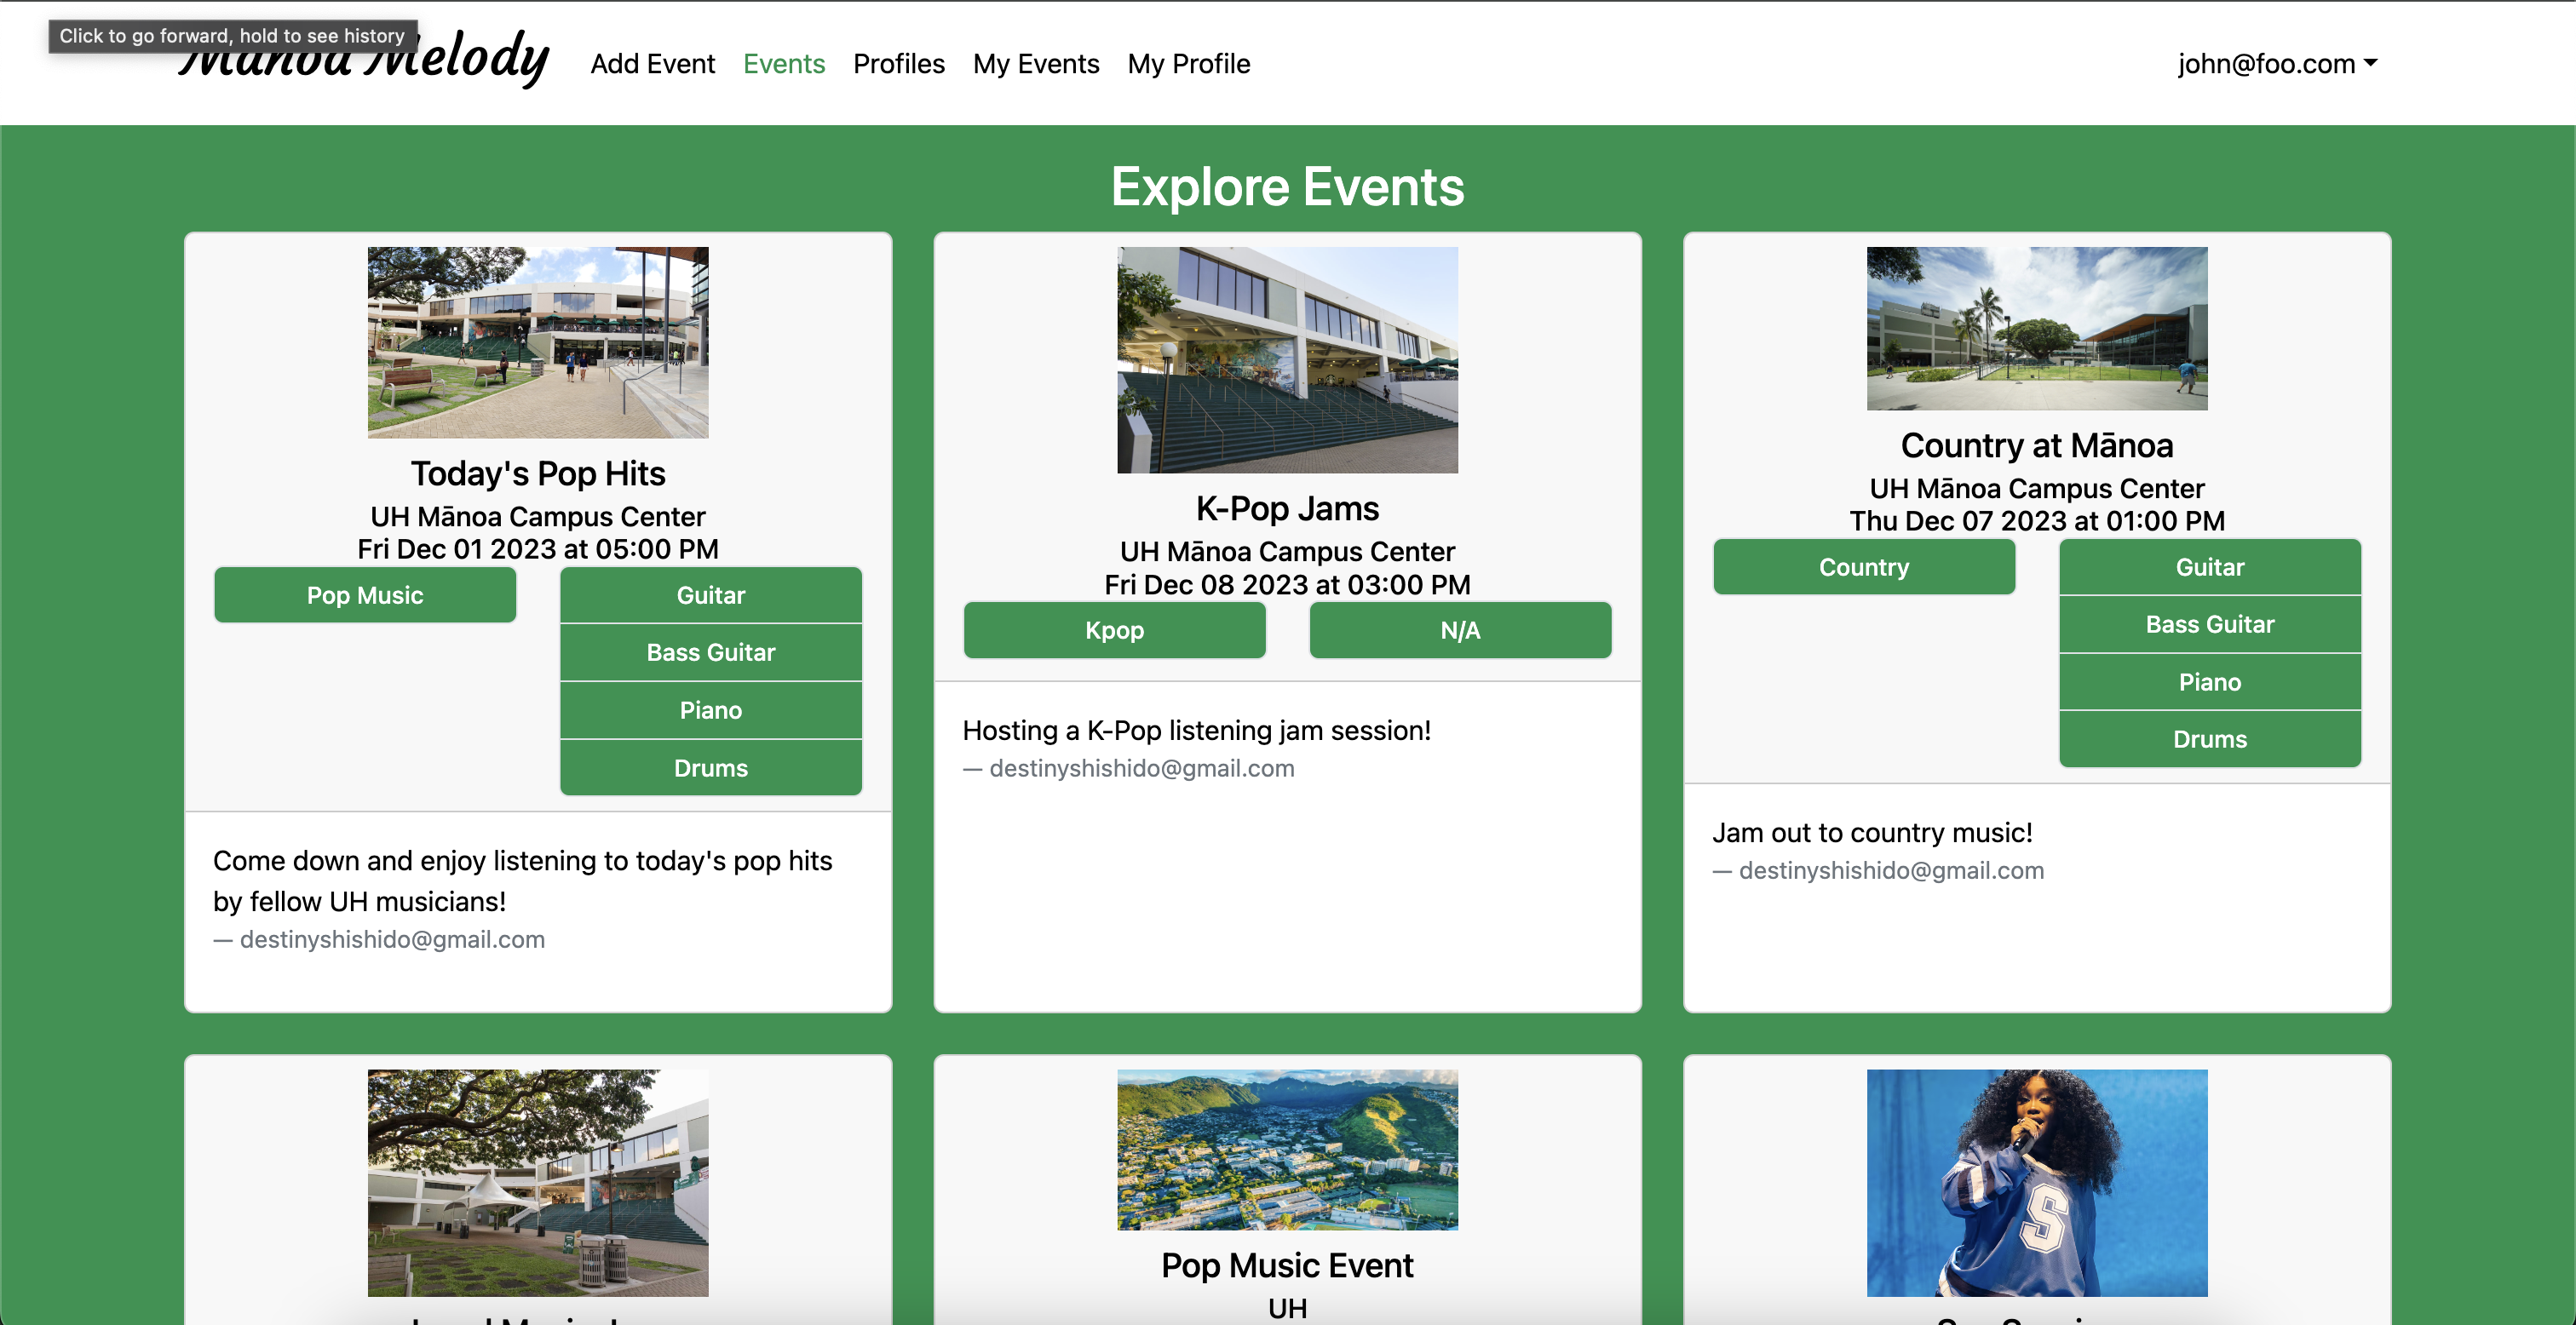 Click to go forward, hold to see history
Mānoa Melody
Add Event
Events
Profiles
My Events
My Profile
john@foo.com
Explore Events
Today's Pop Hits
UH Mānoa Campus Center
Fri Dec 01 2023 at 05:00 PM
Pop Music
Guitar
Bass Guitar
Piano
Drums
Come down and enjoy listening to today's pop hits
by fellow UH musicians!
— destinyshishido@gmail.com
K-Pop Jams
UH Mānoa Campus Center
Fri Dec 08 2023 at 03:00 PM
Kpop
N/A
Hosting a K-Pop listening jam session!
— destinyshishido@gmail.com
Country at Mānoa
UH Mānoa Campus Center
Thu Dec 07 2023 at 01:00 PM
Country
Guitar
Bass Guitar
Piano
Drums
Jam out to country music!
— destinyshishido@gmail.com
Pop Music Event
UH
S